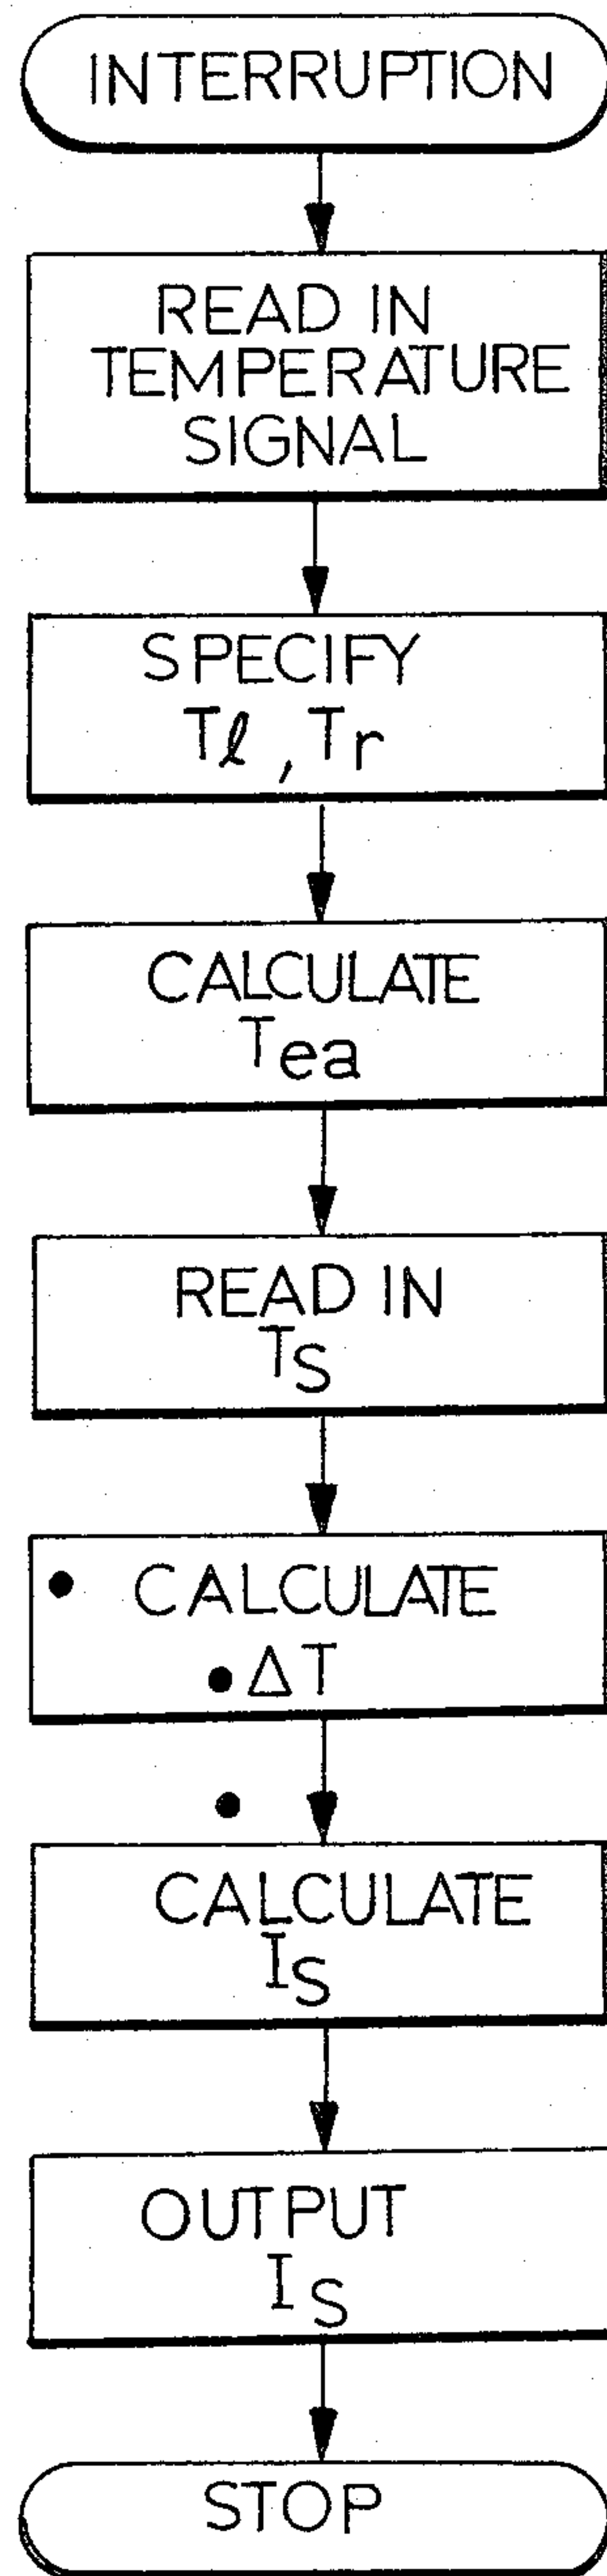 INTERRUPTION
READ IN
TEMPERATURE
SIGNAL
SPECIFY
Tℓ, Tr
CALCULATE
Tea
READ IN
TS
CALCULATE
ΔT
CALCULATE
IS
OUTPUT
IS
STOP